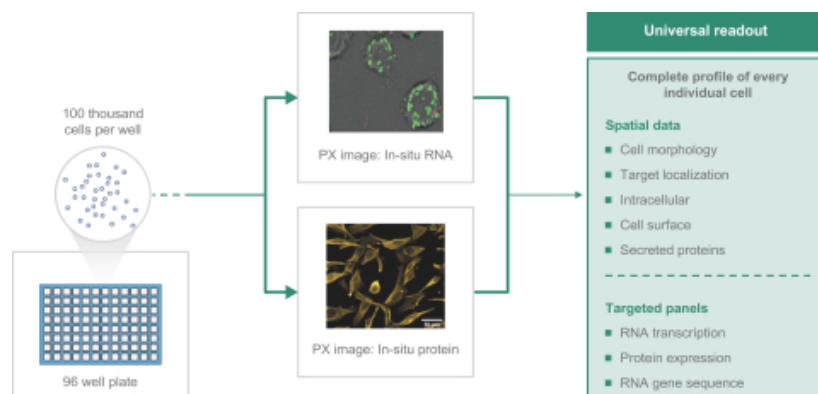 100 thousand
cells per well
96 well plate
PX image: In-situ RNA
PX image: In-situ protein
Universal readout
Complete profile of every
individual cell
Spatial data
Cell morphology
Target localization
Intracellular
Cell surface
Secreted proteins
Targeted panels
RNA transcription
Protein expression
RNA gene sequence